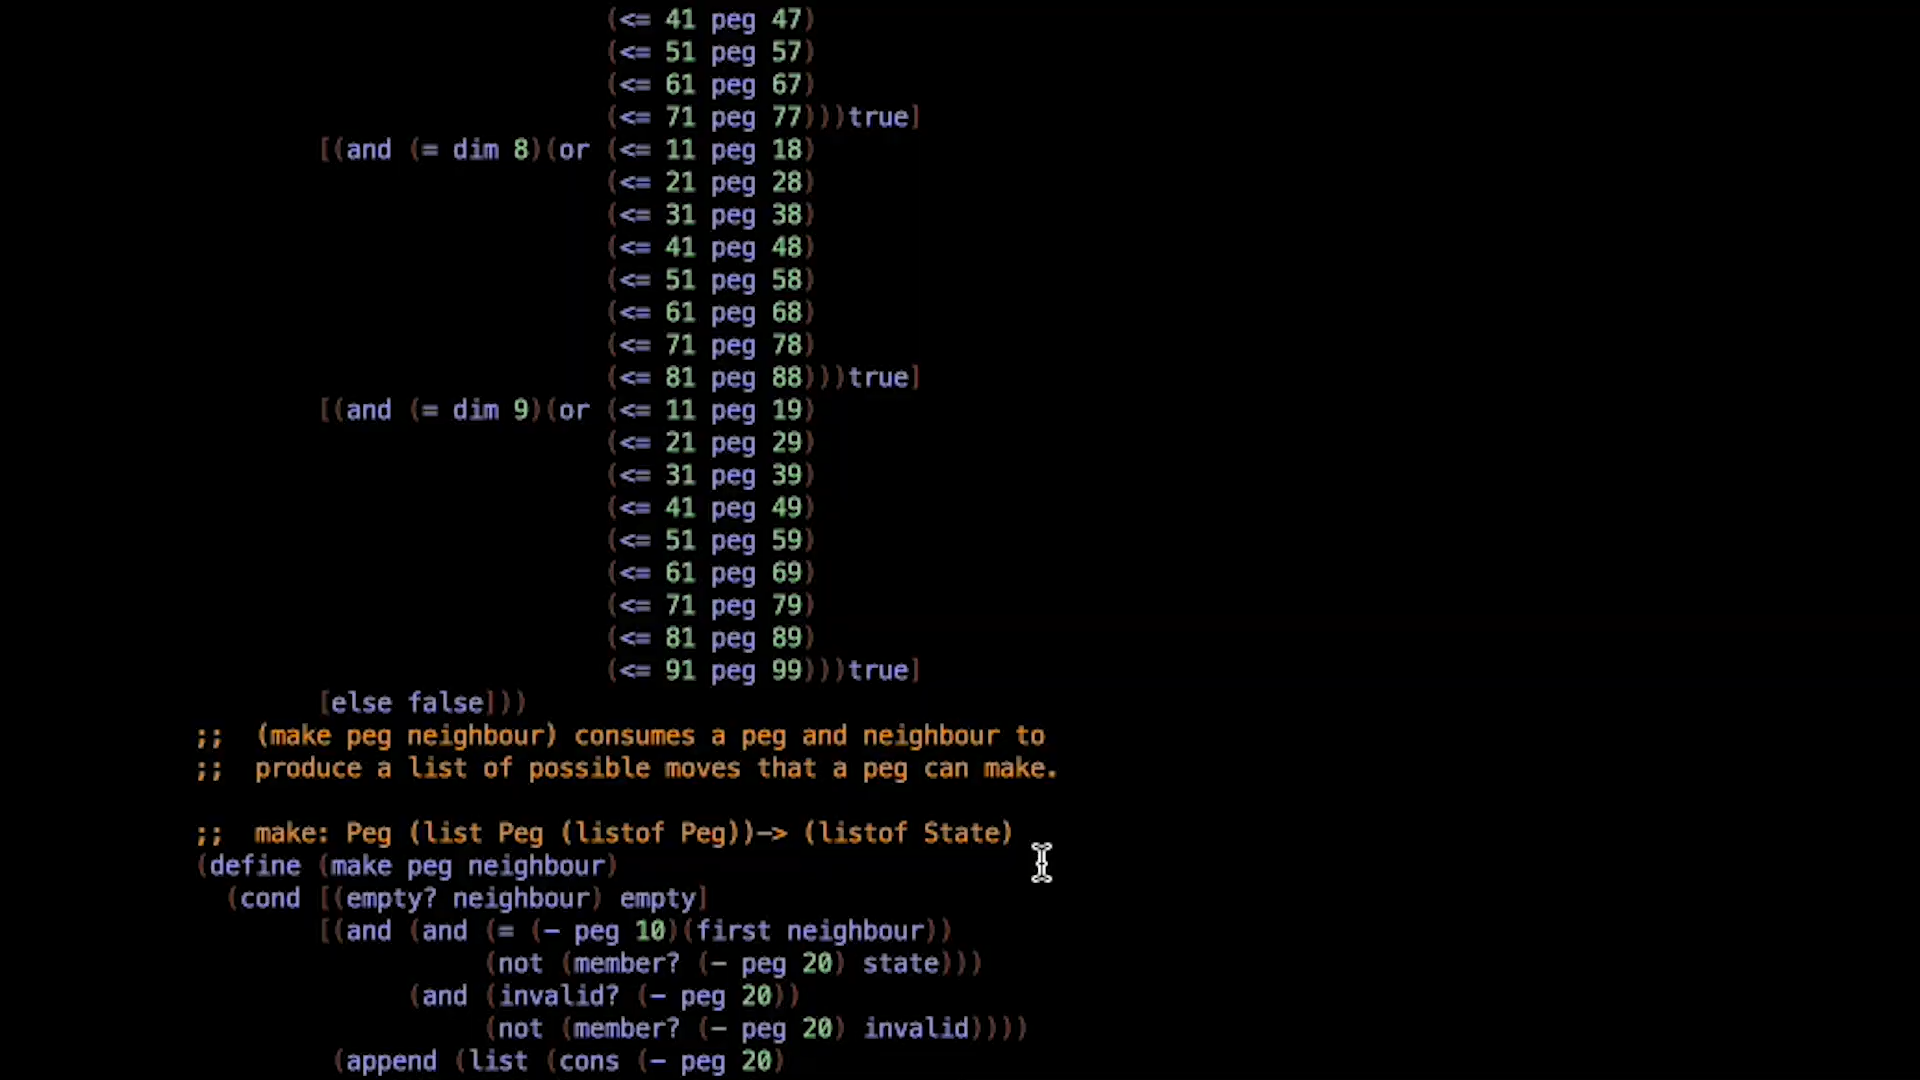 (<= 41 peg 47)
(<= 51 peg 57)
(<= 61 peg 67)
(<= 71 peg 77)))true]
[(and (= dim 8)(or (<= 11 peg 18)
(<= 21 peg 28)
(<= 31 peg 38)
(<= 41 peg 48)
(<= 51 peg 58)
(<= 61 peg 68)
(<= 71 peg 78)
(<= 81 peg 88)))true]
[(and (= dim 9)(or (<= 11 peg 19)
(<= 21 peg 29)
(<= 31 peg 39)
(<= 41 peg 49)
(<= 51 peg 59)
(<= 61 peg 69)
(<= 71 peg 79)
(<= 81 peg 89)
(<= 91 peg 99)))true]
[else false]))
;;  (make peg neighbour) consumes a peg and neighbour to
;;  produce a list of possible moves that a peg can make.
;;  make: Peg (list Peg (listof Peg))—> (listof State)
(define (make peg neighbour)
(cond [(empty? neighbour) empty]
[(and (and (= (- peg 10)(first neighbour))
(not (member? (- peg 20) state)))
(and (invalid? (- peg 20))
(not (member? (- peg 20) invalid))))
(append (list (cons (- peg 20)